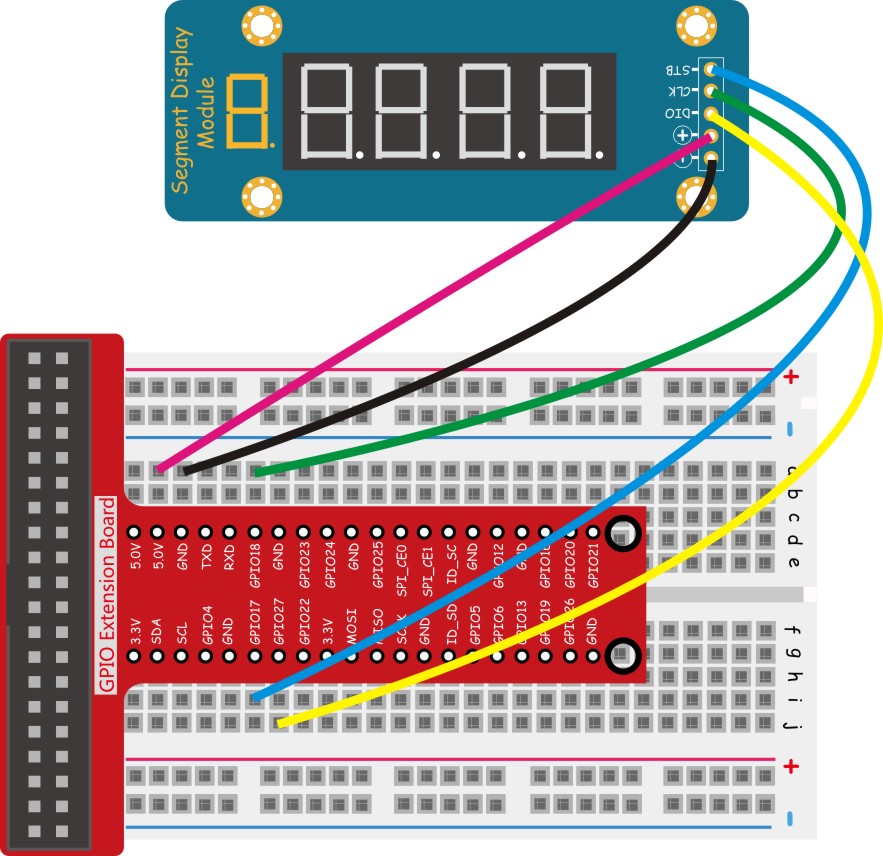 Segment Display
Module
STB
CLK
DIO
+
-
+
-
a
b
c
d
e
GPIO Extension Board
5.0V 5.0V GND TXD RXD GPIO18 GND GPIO23 GPIO24 GND GPIO25 SPI_CE0 SPI_CE1 ID_SC GND GPIO12 GND GPIO20 GPIO21
3.3V SDA SCL GPIO4 GND GPIO17 GPIO27 GPIO22 3.3V MOSI MISO SCLK GND ID_SD GPIO5 GPIO6 GPIO13 GPIO19 GPIO26 GND
f
g
h
i
j
+
-